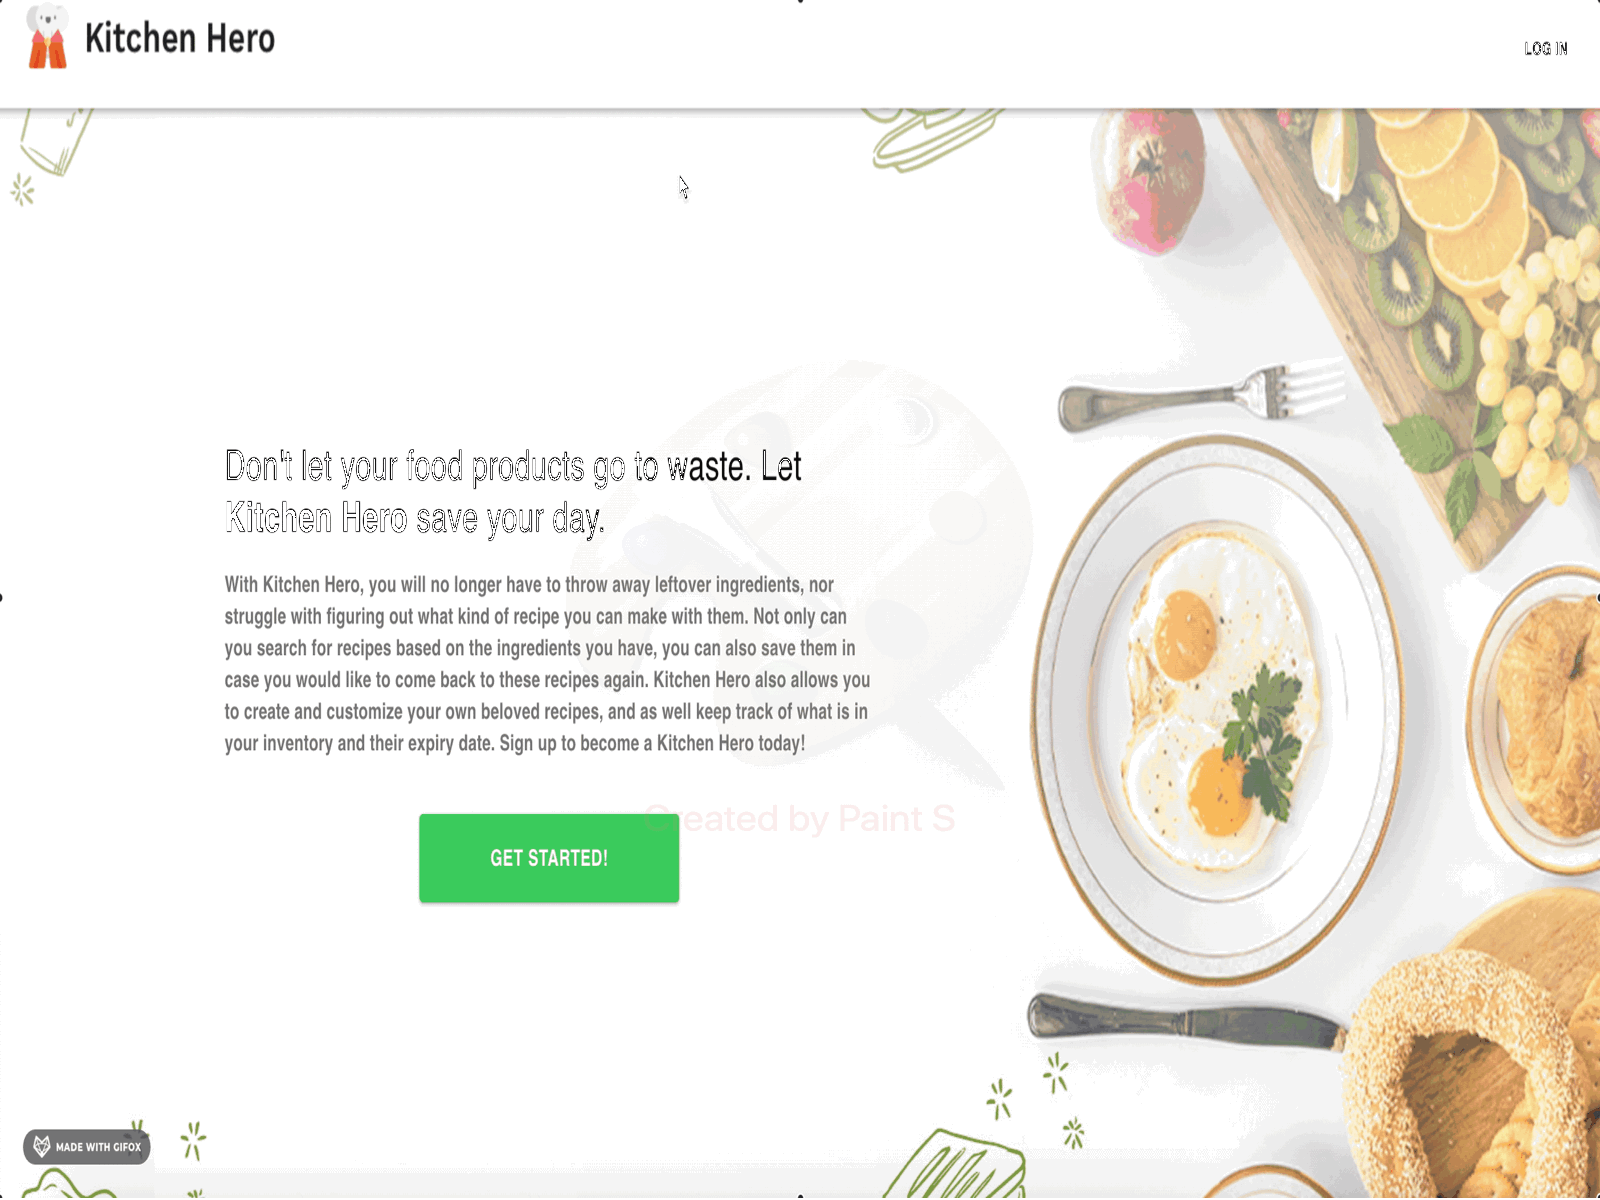 Kitchen Hero
LOG IN
Don't let your food products go to waste. Let
Kitchen Hero save your day.
With Kitchen Hero, you will no longer have to throw away leftover ingredients, nor
struggle with figuring out what kind of recipe you can make with them. Not only can
you search for recipes based on the ingredients you have, you can also save them in
case you would like to come back to these recipes again. Kitchen Hero also allows you
to create and customize your own beloved recipes, and as well keep track of what is in
your inventory and their expiry date. Sign up to become a Kitchen Hero today!
Created by Paint S
GET STARTED!
MADE WITH GIFOX